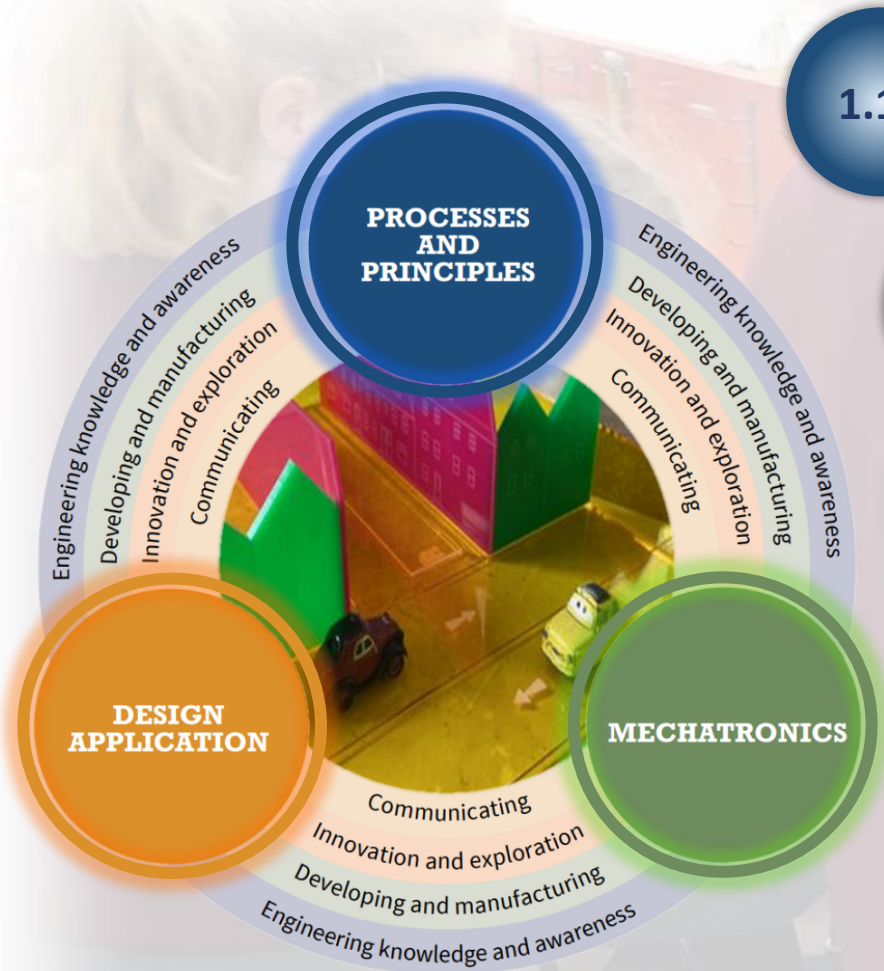 1.1
PROCESSES
AND
PRINCIPLES
Engineering knowledge and awareness
Developing and manufacturing
Innovation and exploration
Communicating
Engineering knowledge and awareness
Developing and manufacturing
Innovation and exploration
Communicating
DESIGN
APPLICATION
MECHATRONICS
Communicating
Innovation and exploration
Developing and manufacturing
Engineering knowledge and awareness